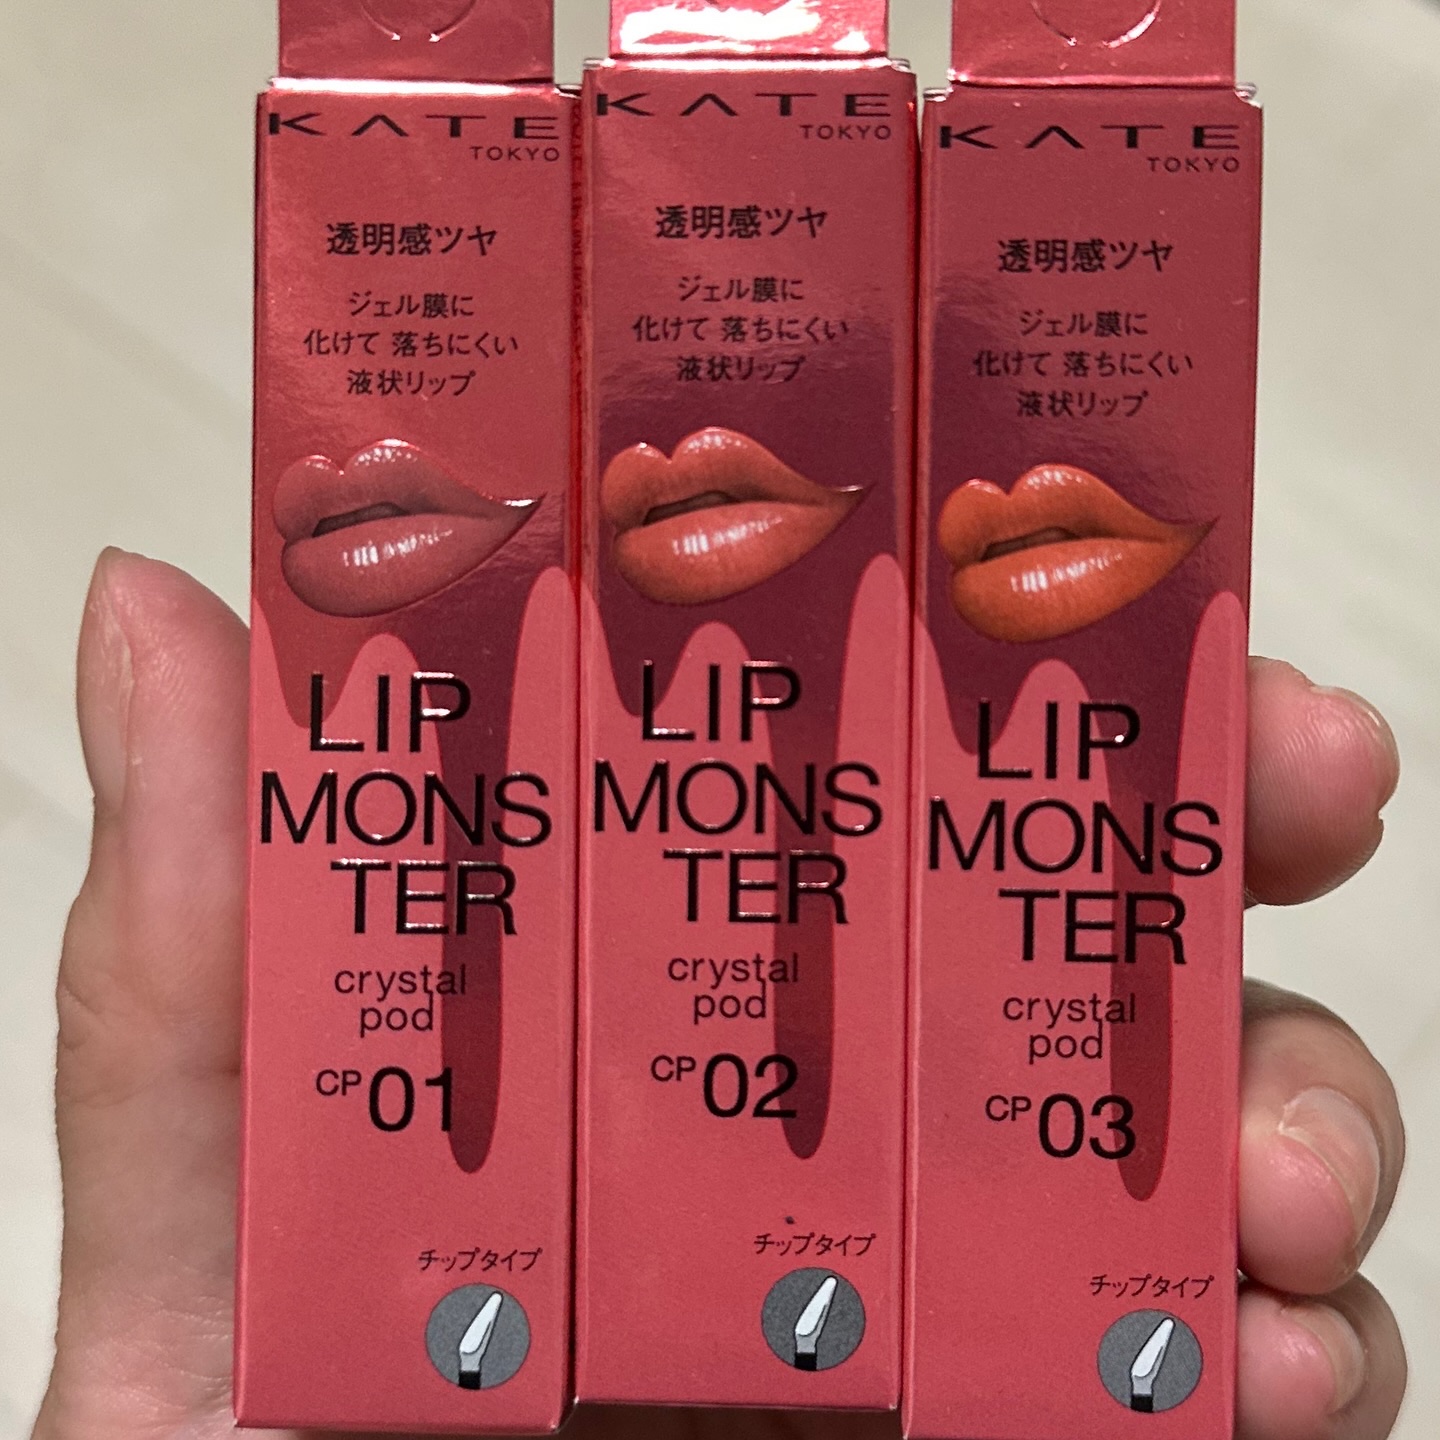 KATE
TOKYO
透明感ツヤ
ジェル膜に
化けて 落ちにくい
液状リップ
LIP
MONS
TER
crystal
pod
CP01
チップタイプ
KATE
TOKYO
透明感ツヤ
ジェル膜に
化けて 落ちにくい
液状リップ
LIP
MONS
TER
crystal
pod
CP02
チップタイプ
KATE
TOKYO
透明感ツヤ
ジェル膜に
化けて 落ちにくい
液状リップ
LIP
MONS
TER
crystal
pod
CP03
チップタイプ